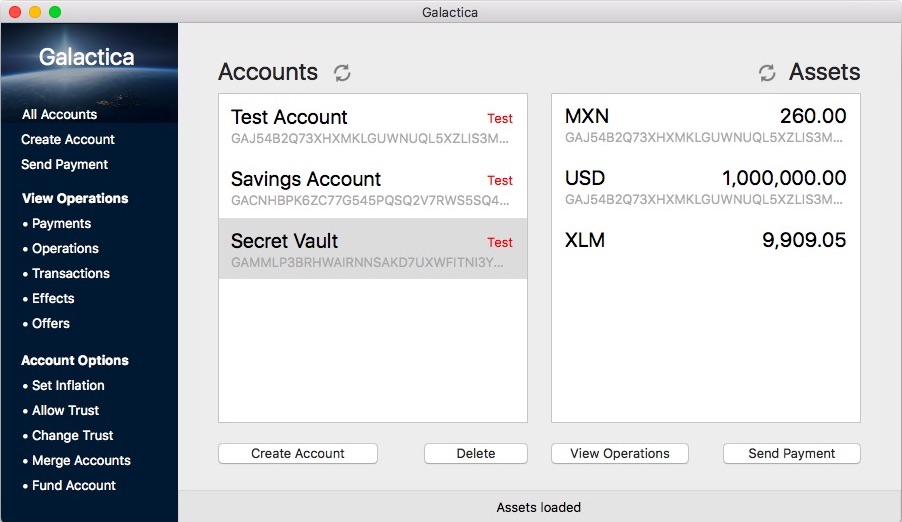 Galactica
Galactica
All Accounts
Create Account
Send Payment
View Operations
• Payments
• Operations
• Transactions
• Effects
• Offers
Account Options
• Set Inflation
• Allow Trust
• Change Trust
• Merge Accounts
• Fund Account
Accounts
Test Account Test
GAJ54B2Q73XHXMKLGUWNUQL5XZLIS3M...
Savings Account Test
GACNHBPK6ZC77G545PQSQ2V7RWS5SQ4...
Secret Vault Test
GAMMLP3BRHWAIRNNSAKD7UXWFITNI3Y...
Create Account Delete
Assets
MXN 260.00
GAJ54B2Q73XHXMKLGUWNUQL5XZLIS3M...
USD 1,000,000.00
GAJ54B2Q73XHXMKLGUWNUQL5XZLIS3M...
XLM 9,909.05
View Operations Send Payment
Assets loaded